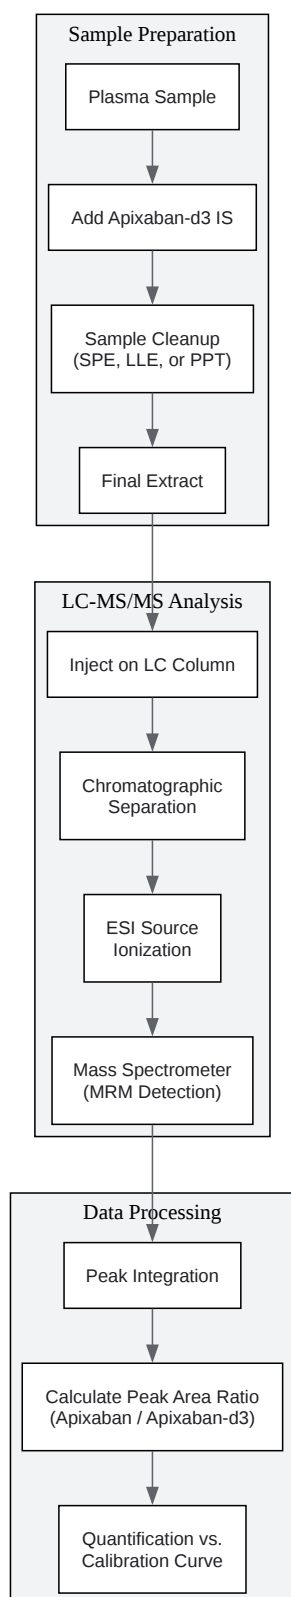 Sample Preparation
Plasma Sample
Add Apixaban-d3 IS
Sample Cleanup
(SPE, LLE, or PPT)
Final Extract
LC-MS/MS Analysis
Inject on LC Column
Chromatographic
Separation
ESI Source
Ionization
Mass Spectrometer
(MRM Detection)
Data Processing
Peak Integration
Calculate Peak Area Ratio
(Apixaban / Apixaban-d3)
Quantification vs.
Calibration Curve